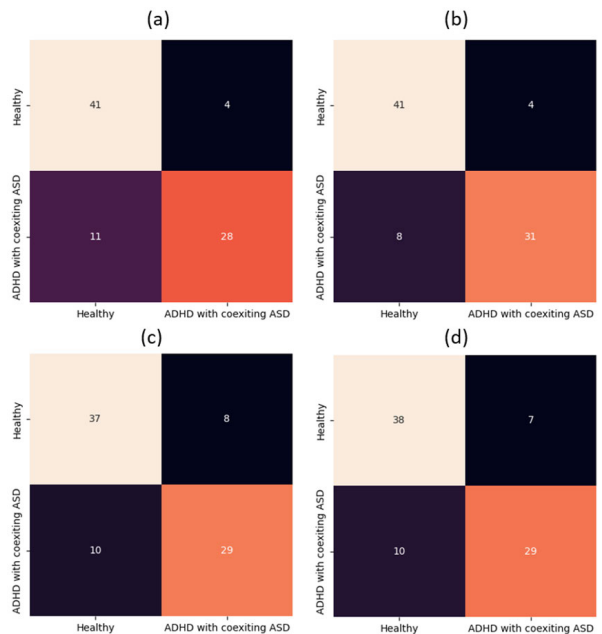 (a)
(b)
Healthy
41
4
ADHD with coexiting ASD
11
28
Healthy
ADHD with coexiting ASD
Healthy
41
4
ADHD with coexiting ASD
8
31
Healthy
ADHD with coexiting ASD
(c)
(d)
Healthy
37
8
ADHD with coexiting ASD
10
29
Healthy
ADHD with coexiting ASD
Healthy
38
7
ADHD with coexiting ASD
10
29
Healthy
ADHD with coexiting ASD